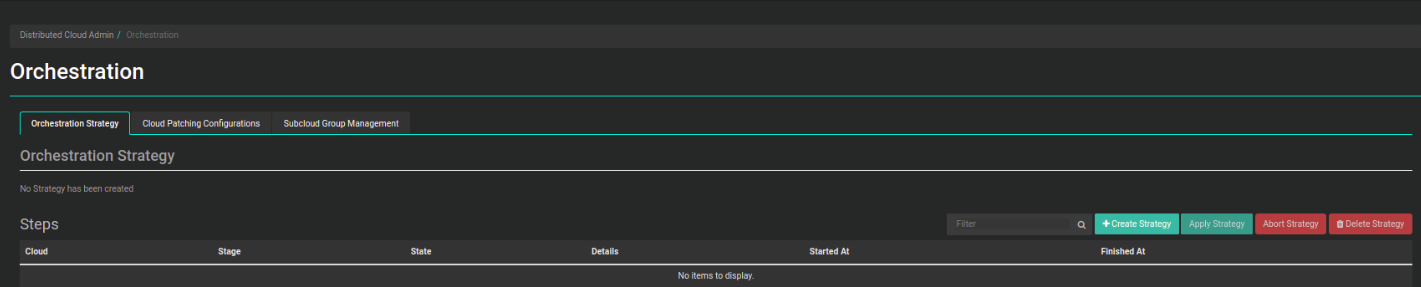 Distributed Cloud Admin / Orchestration
Orchestration
Orchestration Strategy Cloud Patching Configurations Subcloud Group Management
Orchestration Strategy
No Strategy has been created
Steps Filter + Create Strategy Apply Strategy Abort Strategy Delete Strategy
Cloud Stage State Details Started At Finished At
No items to display.